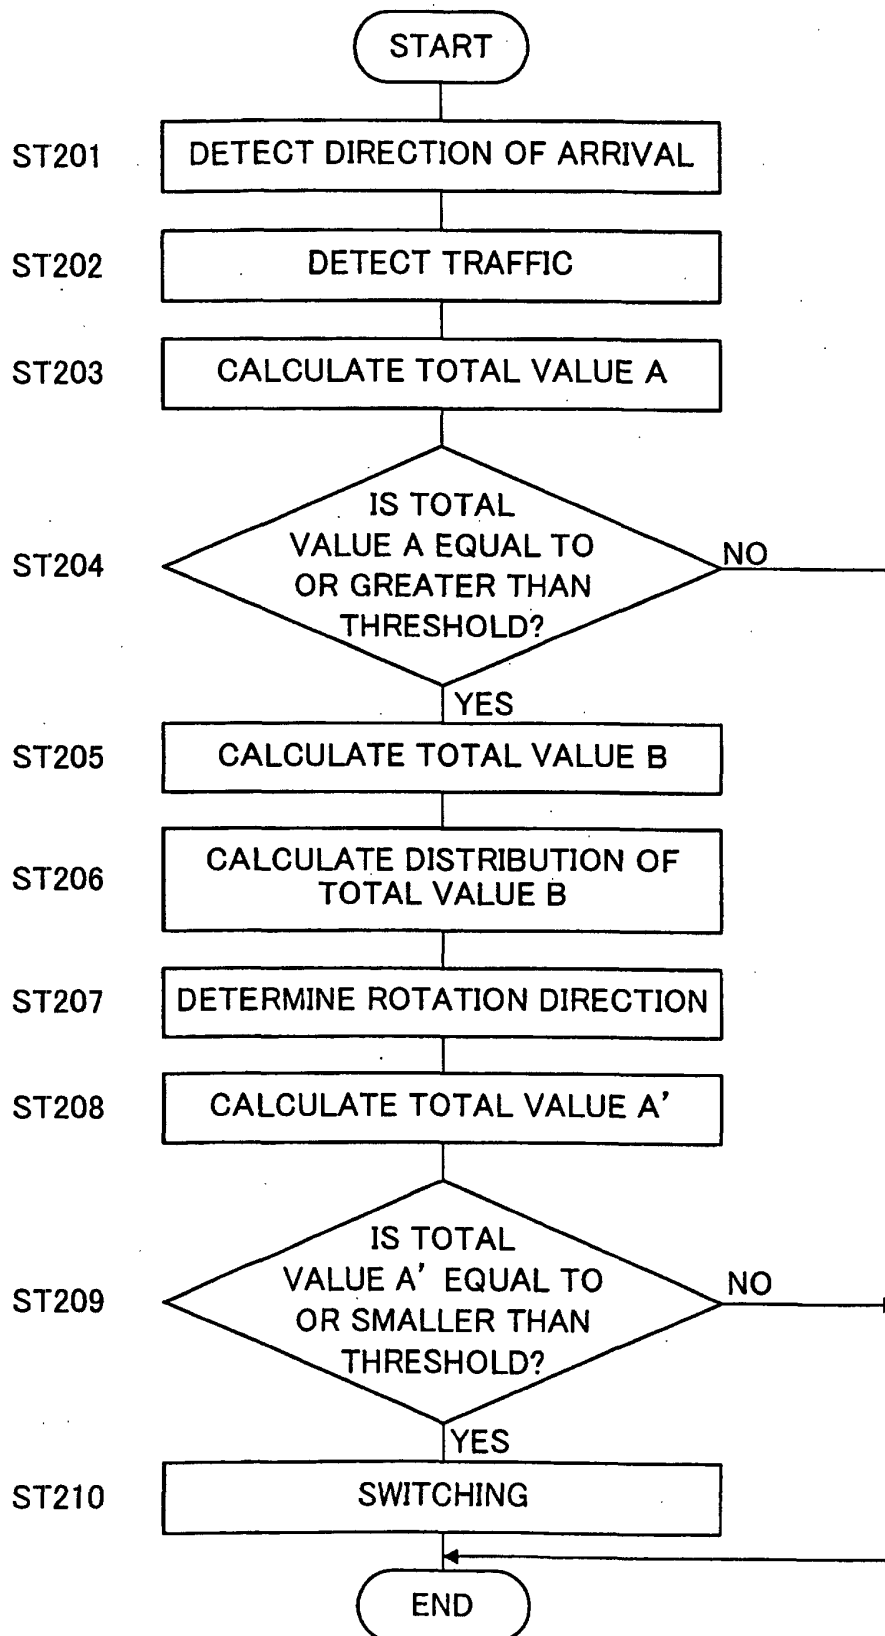 START
ST201
DETECT DIRECTION OF ARRIVAL
ST202
DETECT TRAFFIC
ST203
CALCULATE TOTAL VALUE A
ST204
IS TOTAL
VALUE A EQUAL TO
OR GREATER THAN
THRESHOLD?
NO
YES
ST205
CALCULATE TOTAL VALUE B
ST206
CALCULATE DISTRIBUTION OF
TOTAL VALUE B
ST207
DETERMINE ROTATION DIRECTION
ST208
CALCULATE TOTAL VALUE A'
ST209
IS TOTAL
VALUE A' EQUAL TO
OR SMALLER THAN
THRESHOLD?
NO
YES
ST210
SWITCHING
END